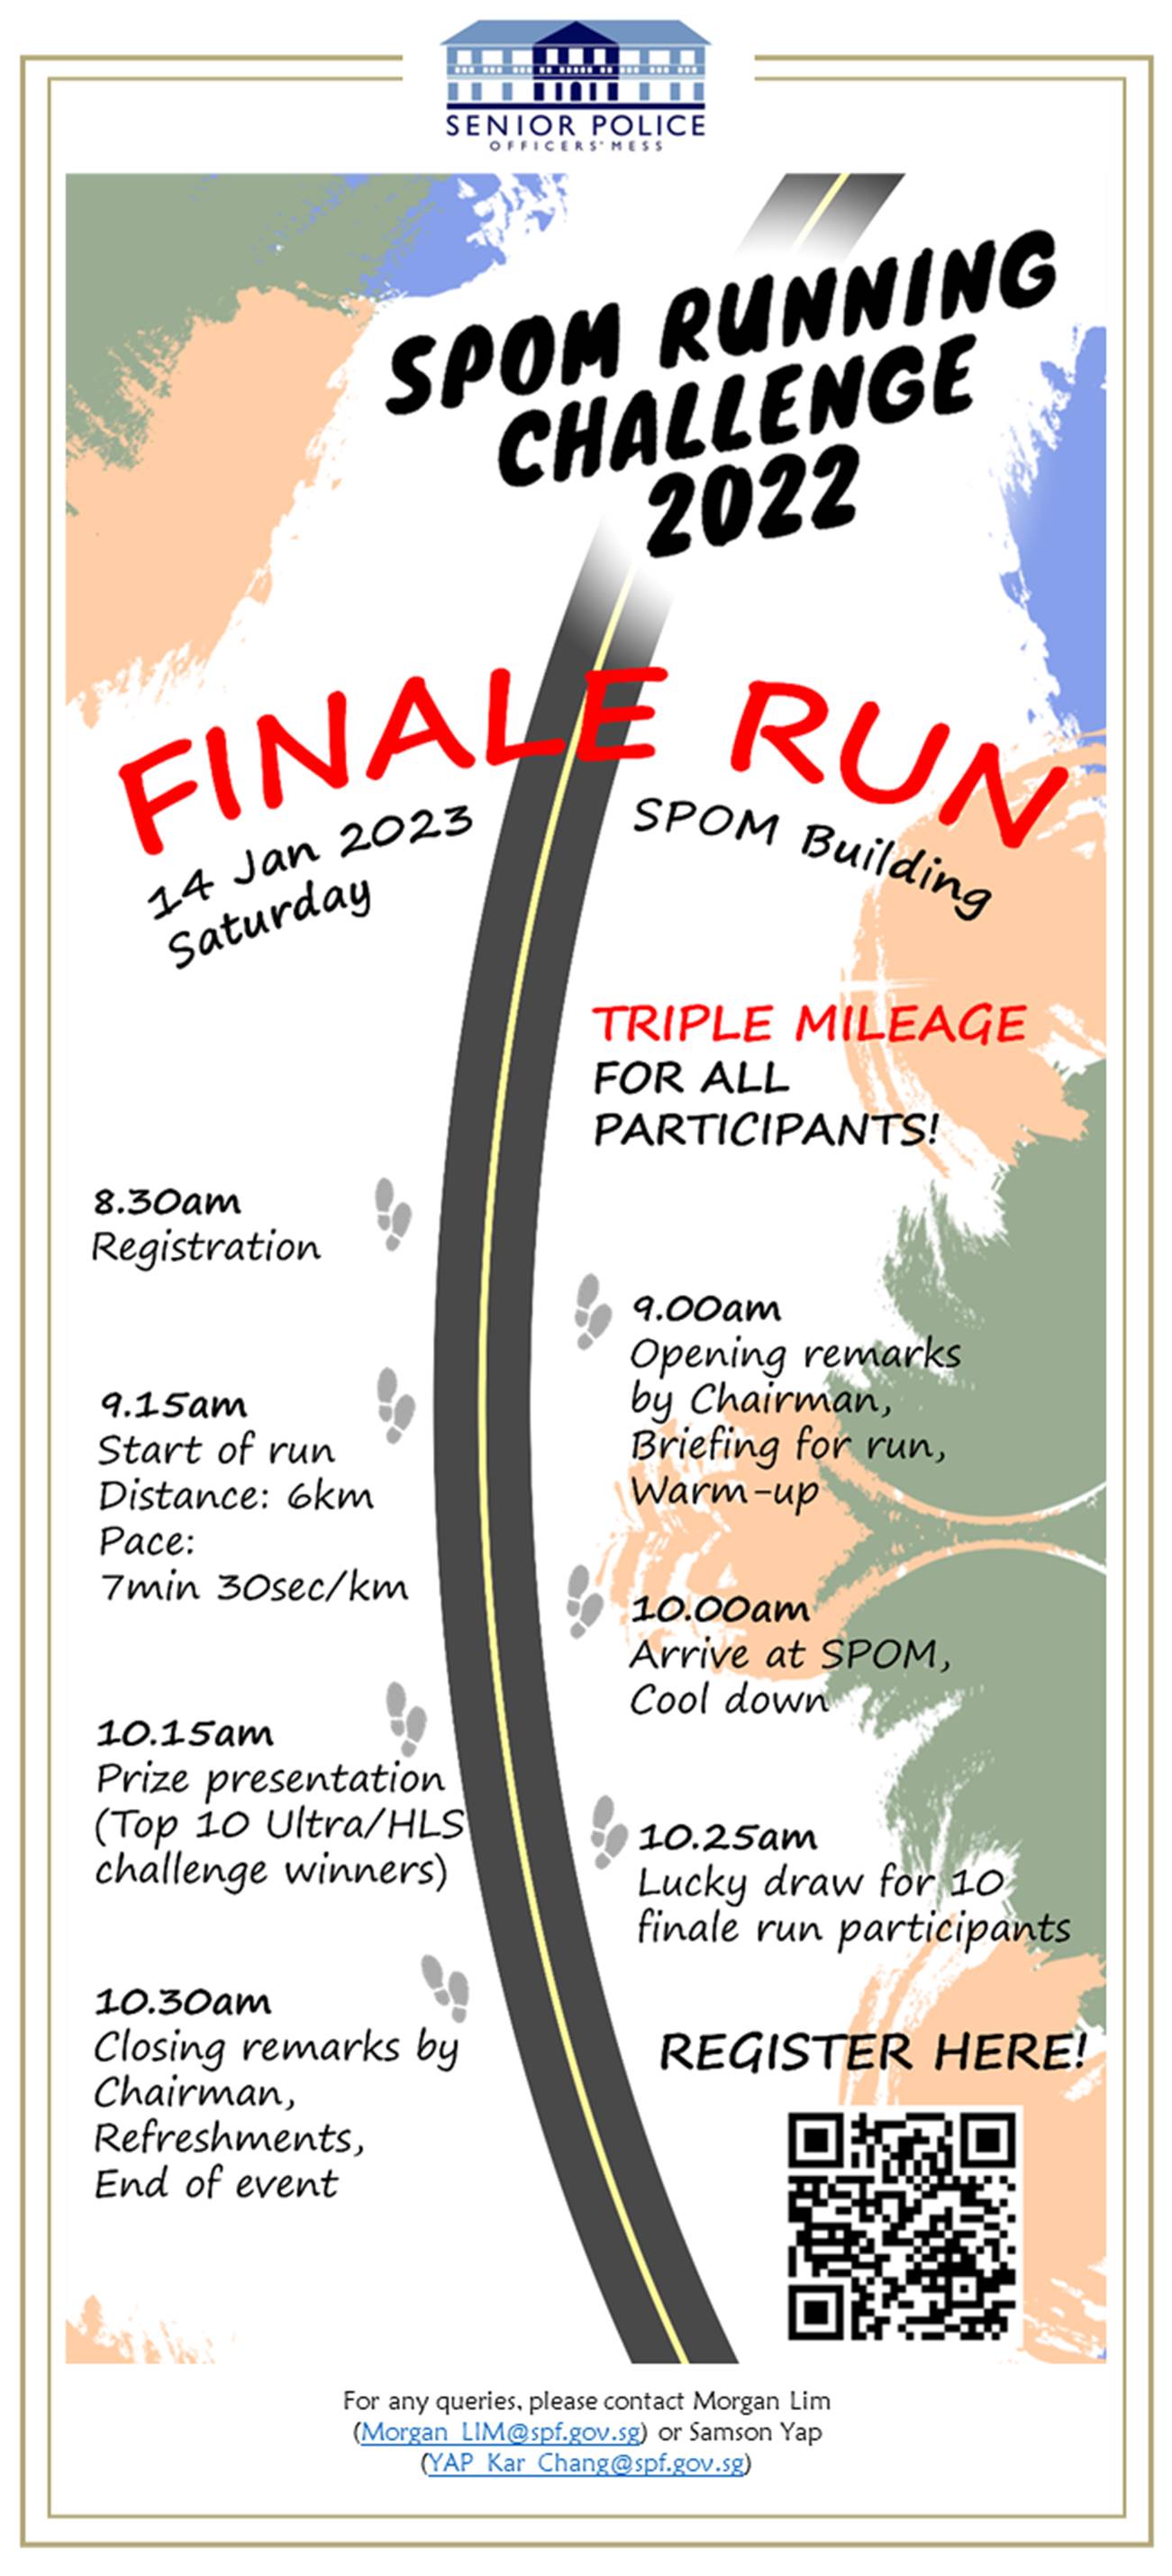 SENIOR POLICE
OFFICERS' MESS
SPOM RUNNING
CHALLENGE
2022
FINALE RUN
14 Jan 2023
Saturday
SPOM Building
TRIPLE MILEAGE
FOR ALL
PARTICIPANTS!
8.30am
Registration
9.00am
Opening remarks
by Chairman,
Briefing for run,
Warm-up
9.15am
Start of run
Distance: 6km
Pace:
7min 30sec/km
10.00am
Arrive at SPOM,
Cool down
10.15am
Prize presentation
(Top 10 Ultra/HLS
challenge winners)
10.25am
Lucky draw for 10
finale run participants
10.30am
Closing remarks by
Chairman,
Refreshments,
End of event
REGISTER HERE!
For any queries, please contact Morgan Lim
(Morgan_LIM@spf.gov.sg) or Samson Yap
(YAP_Kar_Chang@spf.gov.sg)